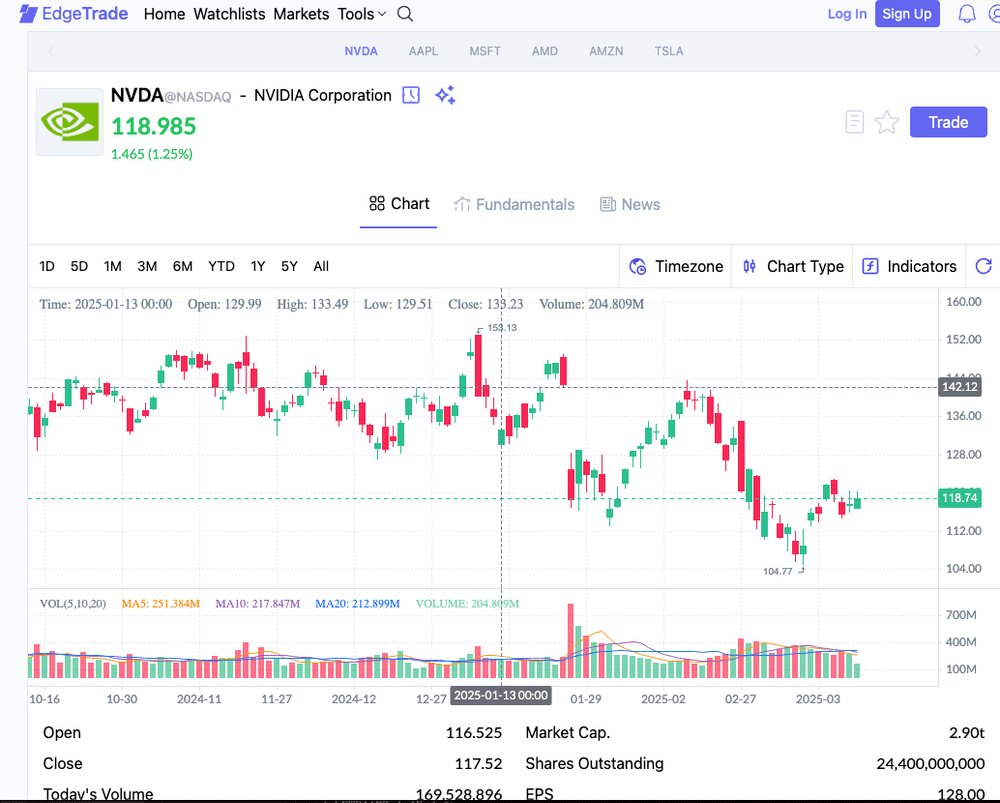 EdgeTrade Home Watchlists Markets Tools Log In Sign Up
NVDA AAPL MSFT AMD AMZN TSLA
NVDA@NASDAQ - NVIDIA Corporation
118.985
1.465 (1.25%)
Trade
Chart Fundamentals News
1D 5D 1M 3M 6M YTD 1Y 5Y All Timezone Chart Type Indicators
Time: 2025-01-13 00:00 Open: 129.99 High: 133.49 Low: 129.51 Close: 133.23 Volume: 204.809M
160.00
153.13
152.00
142.12
136.00
128.00
118.74
112.00
104.77
104.00
VOL(5,10,20) MA5: 251.384M MA10: 217.847M MA20: 212.899M VOLUME: 204.809M
700M
400M
100M
10-16 10-30 2024-11 11-27 2024-12 12-27 2025-01-13 00:00 01-29 2025-02 02-27 2025-03
Open 116.525 Market Cap. 2.90t
Close 117.52 Shares Outstanding 24,400,000,000
Today's Volume 169,528,896 EPS 128.00